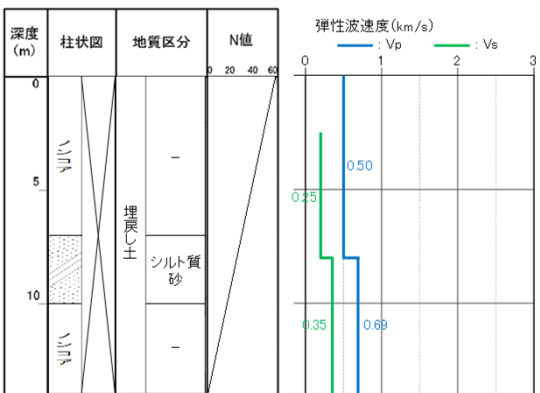 深度
(m)
柱状図
地質区分
N値
0 20 40 60
0
5
10
埋戻し土
－
シルト質
砂
－
弾性波速度(km/s)
: Vp
: Vs
0 1 2 3
0.50
0.25
0.35
0.69